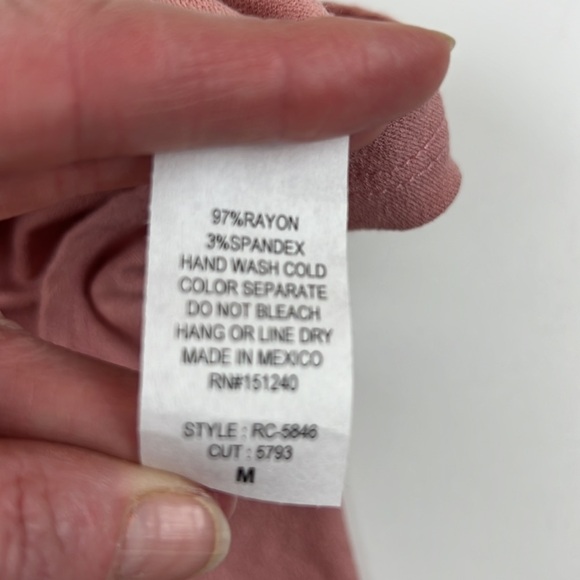 97%RAYON
3%SPANDEX
HAND WASH COLD
COLOR SEPARATE
DO NOT BLEACH
HANG OR LINE DRY
MADE IN MEXICO
RN#151240
STYLE : RC-5846
CUT : 5793
M